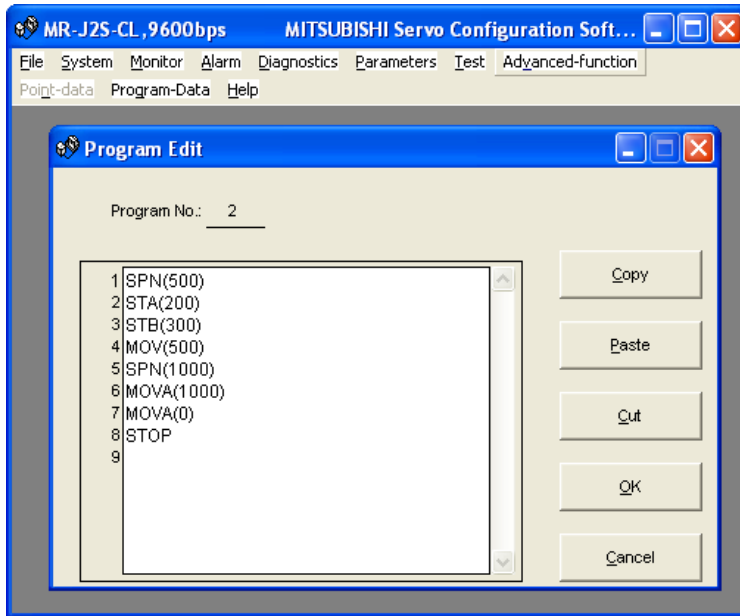 MR-J2S-CL,9600bps MITSUBISHI Servo Configuration Soft...
File System Monitor Alarm Diagnostics Parameters Test Advanced-function
Point-data Program-Data Help
Program Edit
Program No.: 2
1 SPN(500)
2 STA(200)
3 STB(300)
4 MOV(500)
5 SPN(1000)
6 MOVA(1000)
7 MOVA(0)
8 STOP
9
Copy
Paste
Cut
OK
Cancel